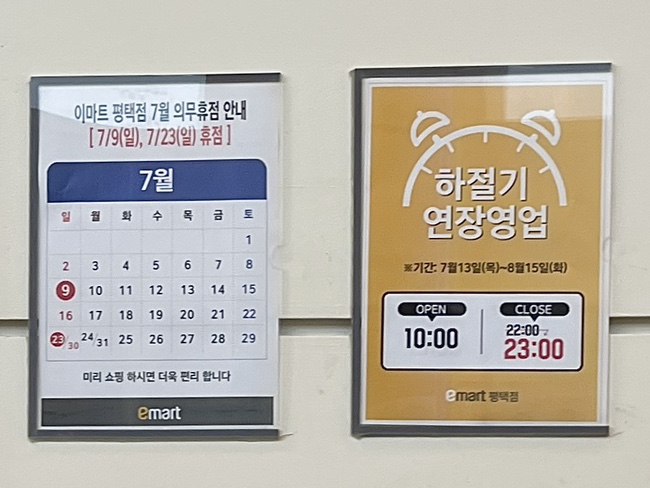 이마트 평택점 7월 의무휴점 안내
[ 7/9(일), 7/23(일) 휴점 ]
7월
일 월 화 수 목 금 토
1
2 3 4 5 6 7 8
9 10 11 12 13 14 15
16 17 18 19 20 21 22
23/30 24/31 25 26 27 28 29
미리 쇼핑 하시면 더욱 편리 합니다
emart
하절기
연장영업
※기간: 7월13일(목)~8월15일(화)
OPEN CLOSE
10:00 22:00 23:00
emart 평택점